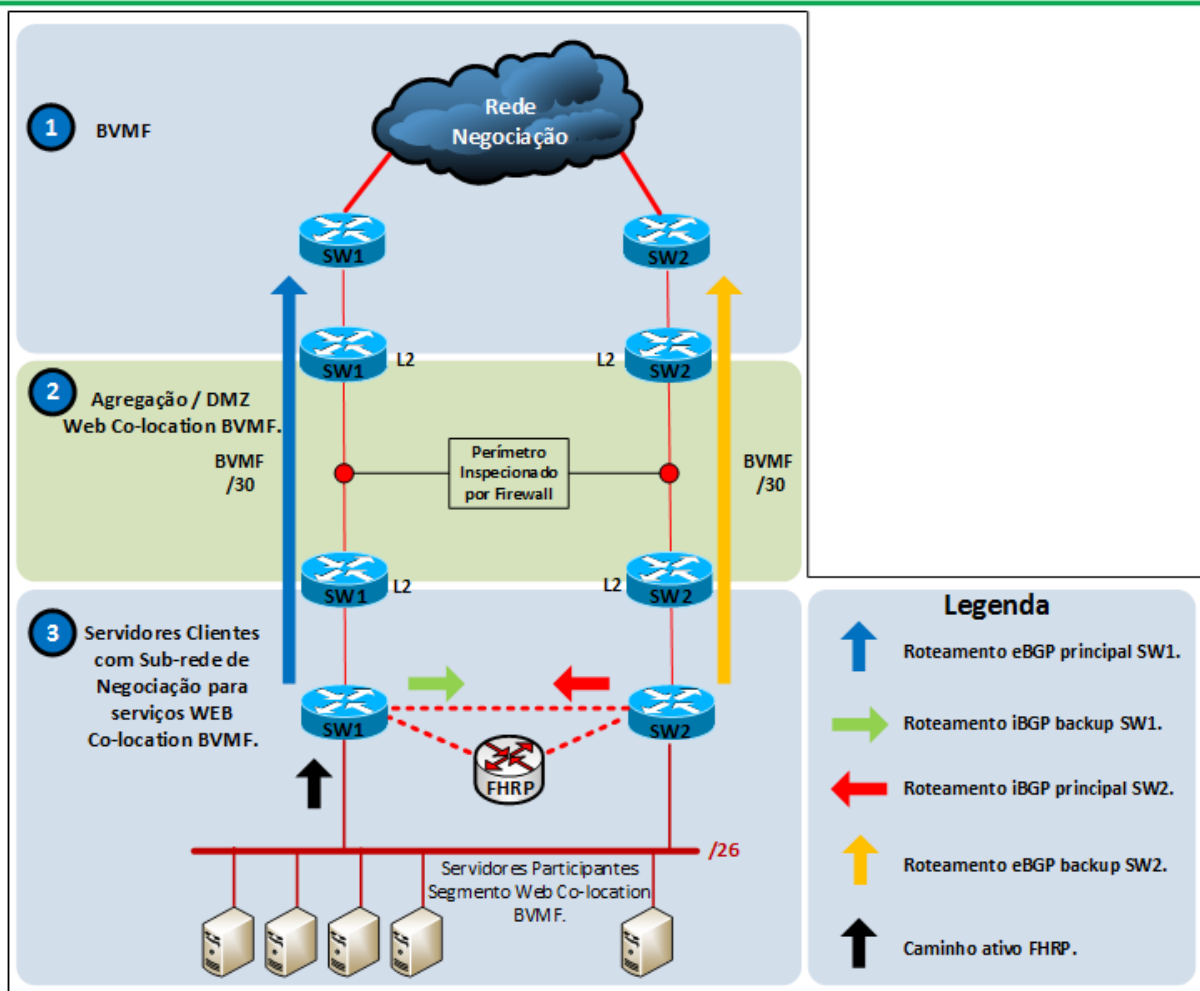 Rede
Negociação
1
BVMF
SW1
SW2
SW1
L2
L2
SW2
2
Agregação / DMZ
Web Co-location BVMF.
BVMF
/30
Perímetro
Inspecionado
por Firewall
BVMF
/30
SW1
L2
L2
SW2
3
Servidores Clientes
com Sub-rede de
Negociação para
serviços WEB
Co-location BVMF.
SW1
SW2
FHRP
/26
Servidores Participantes
Segmento Web Co-location
BVMF.
Legenda
Roteamento eBGP principal SW1.
Roteamento iBGP backup SW1.
Roteamento iBGP principal SW2.
Roteamento eBGP backup SW2.
Caminho ativo FHRP.